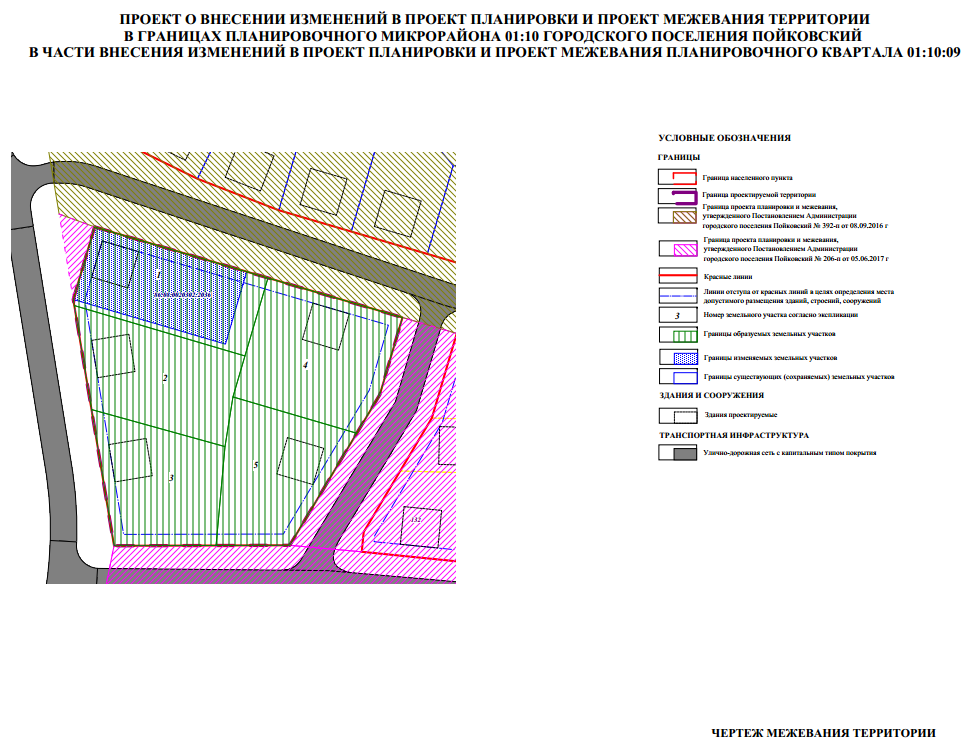 ПРОЕКТ О ВНЕСЕНИИ ИЗМЕНЕНИЙ В ПРОЕКТ ПЛАНИРОВКИ И ПРОЕКТ МЕЖЕВАНИЯ ТЕРРИТОРИИ
В ГРАНИЦАХ ПЛАНИРОВОЧНОГО МИКРОРАЙОНА 01:10 ГОРОДСКОГО ПОСЕЛЕНИЯ ПОЙКОВСКИЙ
В ЧАСТИ ВНЕСЕНИЯ ИЗМЕНЕНИЙ В ПРОЕКТ ПЛАНИРОВКИ И ПРОЕКТ МЕЖЕВАНИЯ ПЛАНИРОВОЧНОГО КВАРТАЛА 01:10:09
1
2
4
3
5
132
УСЛОВНЫЕ ОБОЗНАЧЕНИЯ
ГРАНИЦЫ
Граница населенного пункта
Граница проектируемой территории
Граница проекта планировки и межевания,
утвержденного Постановлением Администрации
городского поселения Пойковский № 392-п от 08.09.2016 г
Граница проекта планировки и межевания,
утвержденного Постановлением Администрации
городского поселения Пойковский № 206-п от 05.06.2017 г
Красные линии
Линии отступа от красных линий в целях определения места
допустимого размещения зданий, строений, сооружений
3
Номер земельного участка согласно экспликации
Границы образуемых земельных участков
Границы изменяемых земельных участков
Границы существующих (сохраняемых) земельных участков
ЗДАНИЯ И СООРУЖЕНИЯ
Здания проектируемые
ТРАНСПОРТНАЯ ИНФРАСТРУКТУРА
Улично-дорожная сеть с капитальным типом покрытия
ЧЕРТЕЖ МЕЖЕВАНИЯ ТЕРРИТОРИИ